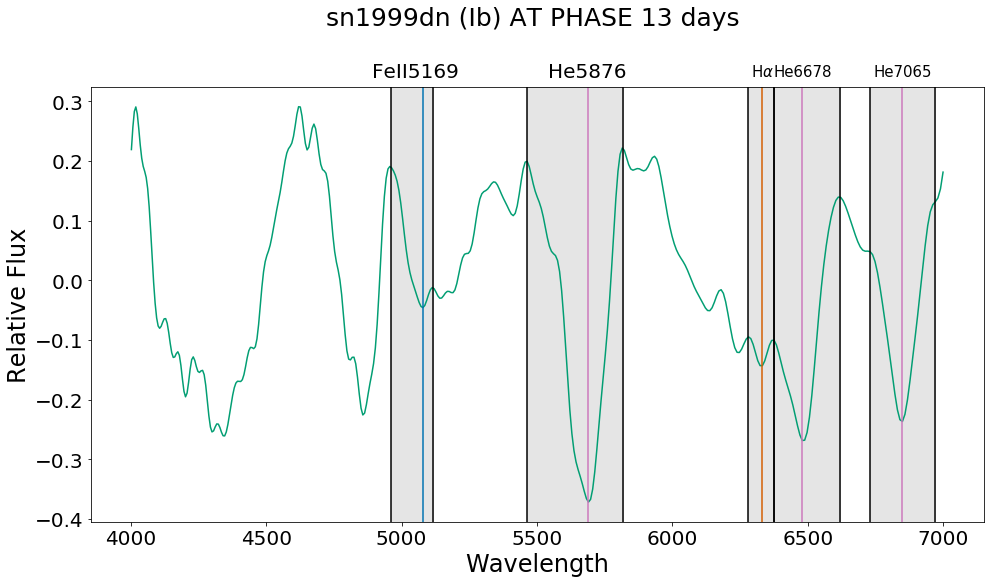 sn1999dn (Ib) AT PHASE 13 days
FeII5169 He5876 HαHe6678 He7065
0.3
0.2
0.1
0.0
−0.1
−0.2
−0.3
−0.4
Relative Flux
4000 4500 5000 5500 6000 6500 7000
Wavelength